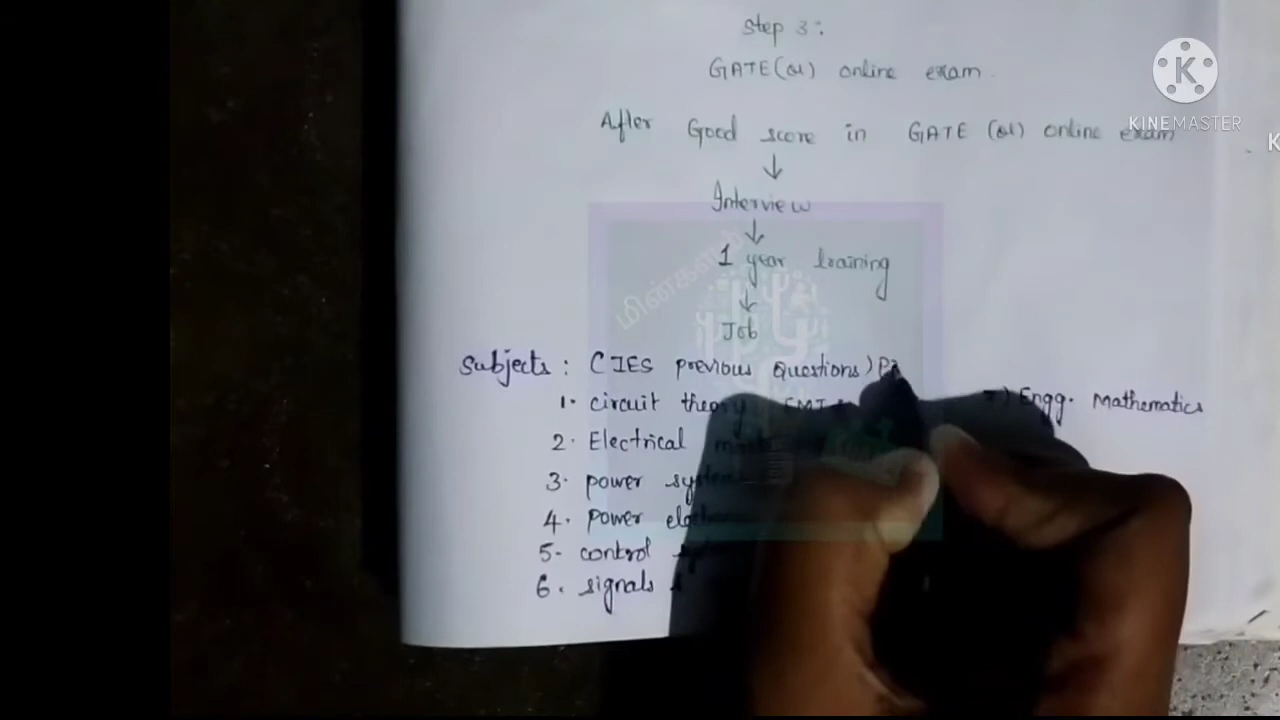 Step 3:
GATE (or) online exam.
After Good score in GATE (or) online exam
↓
Interview
↓
1 year training
↓
Job
Subjects: (IES previous Questions)
1. circuit theory
7) Engg. Mathematics
2. Electrical
3. power
4. power
5. control
6. signals
மின்களம்
KINEMASTER
K